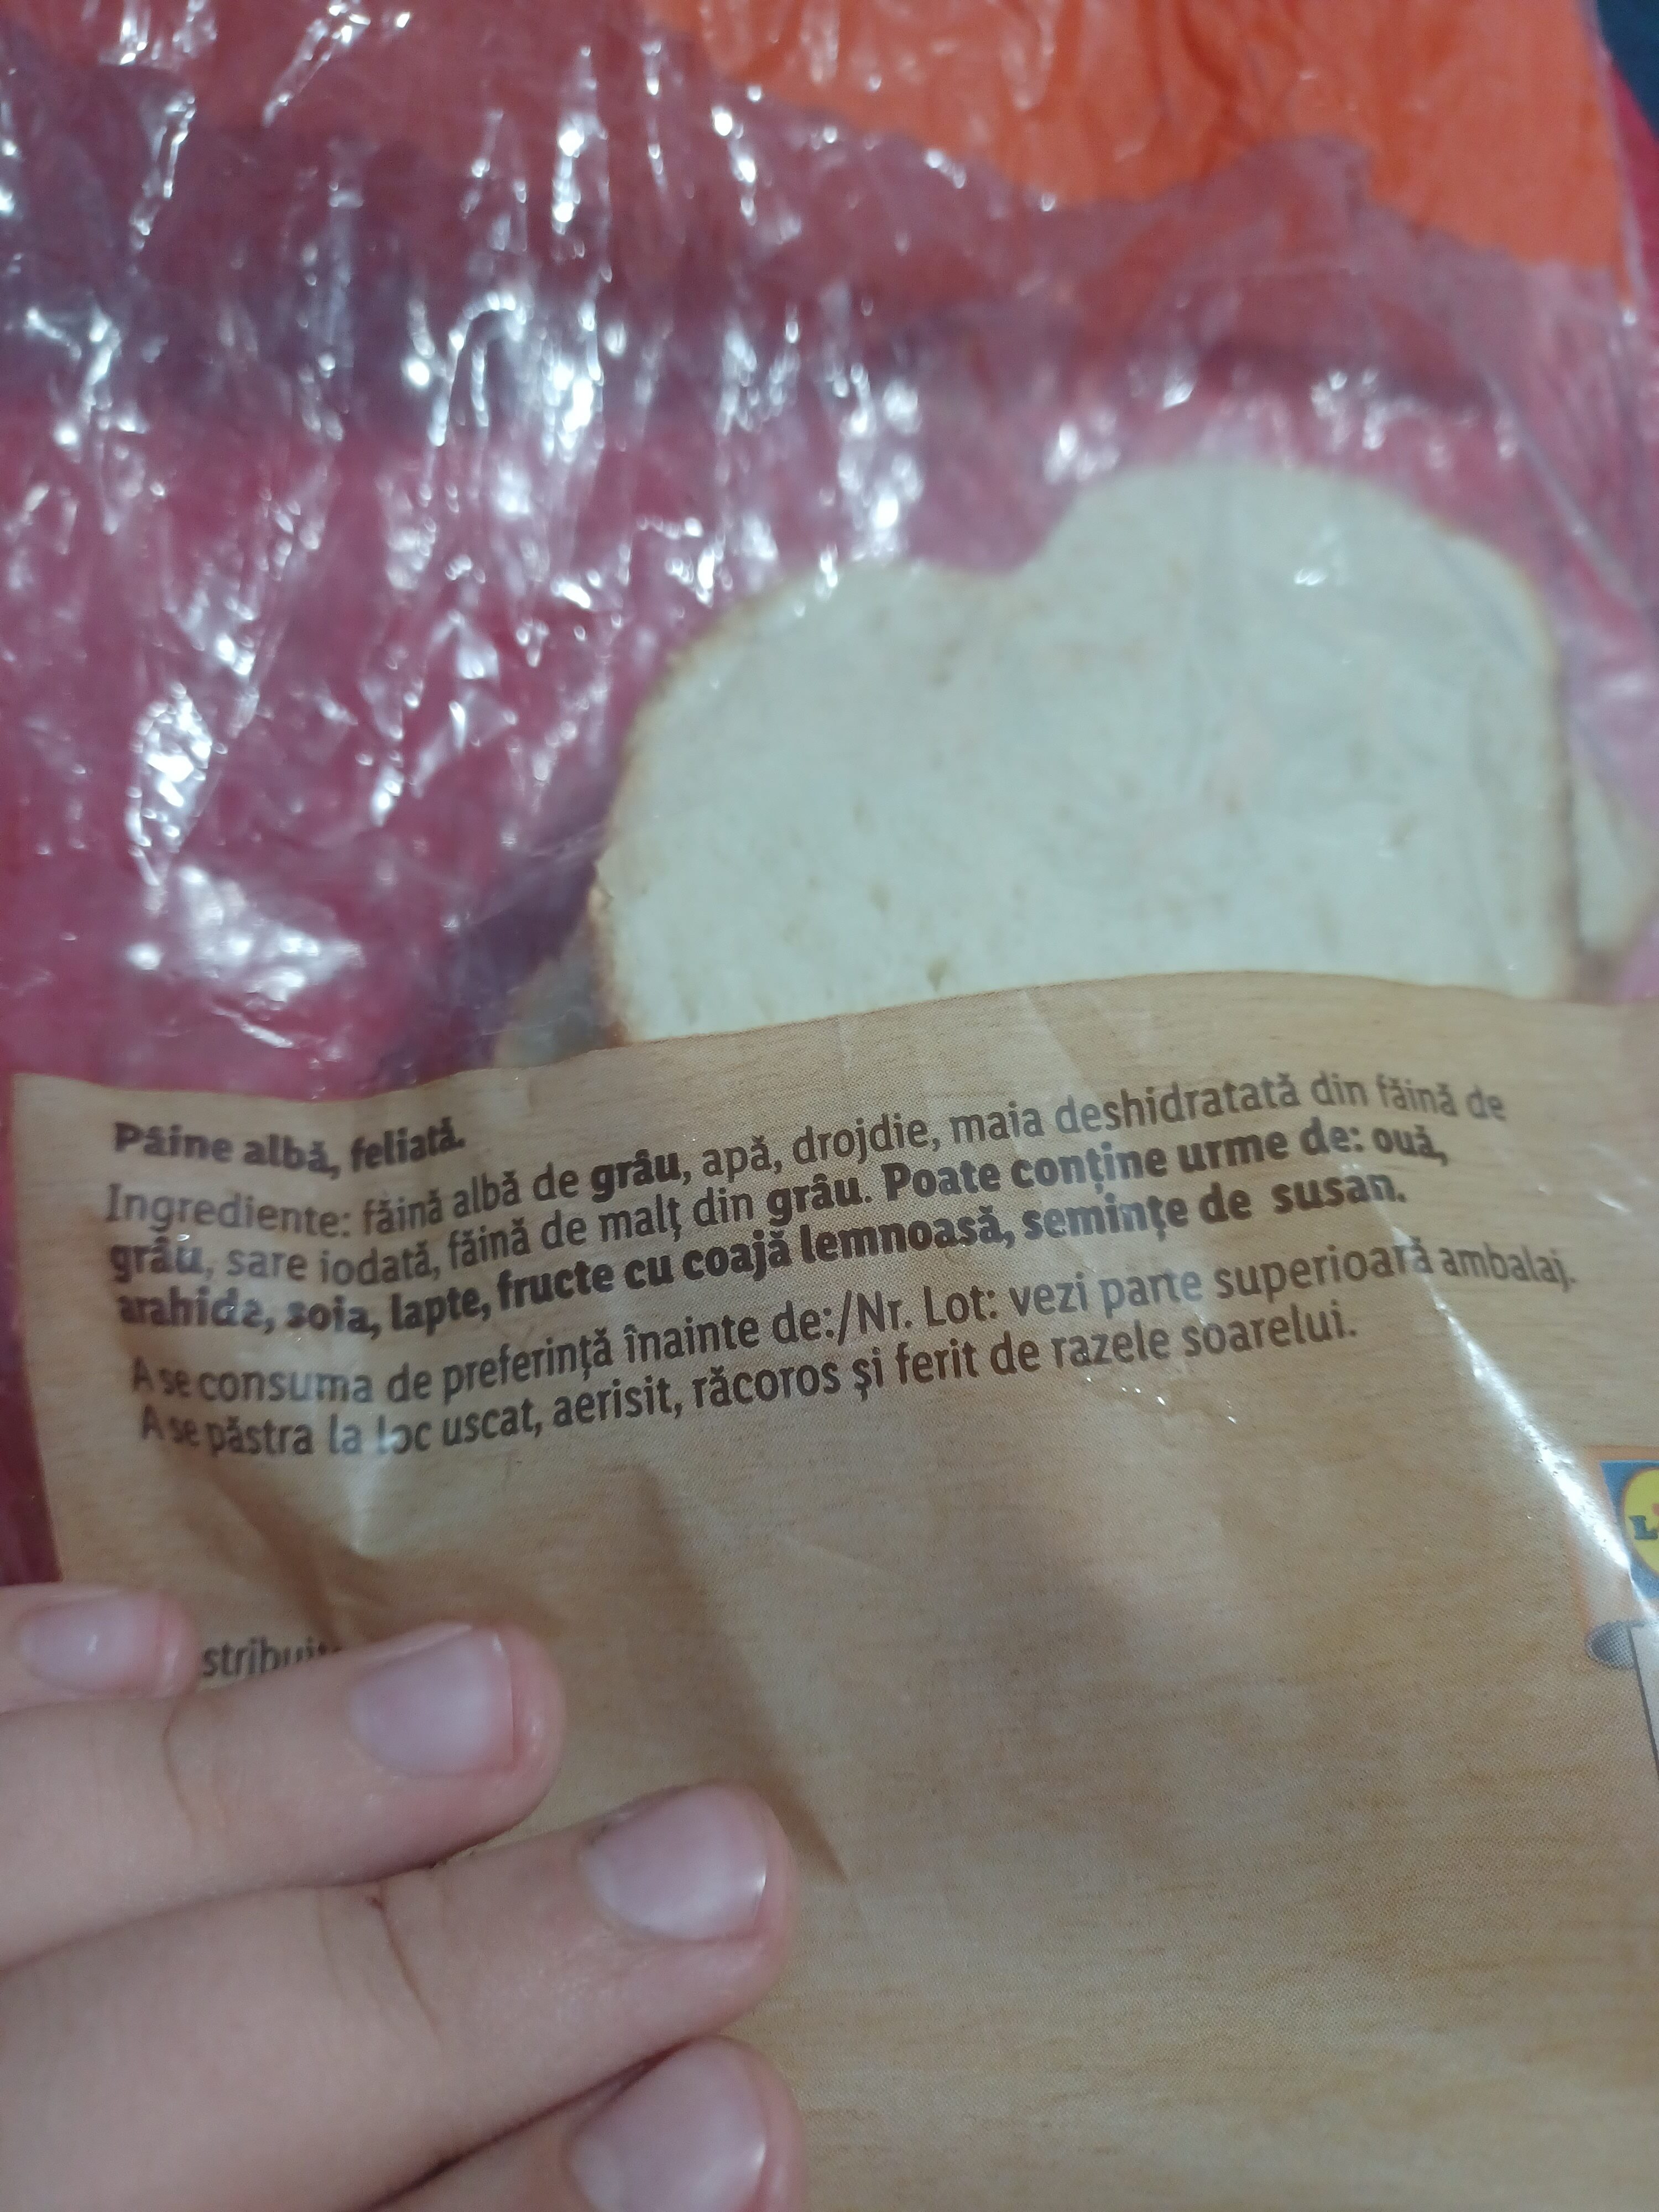 Pâine albă, feliată.
Ingrediente: făină albă de grâu, apă, drojdie, maia deshidratată din făină de
grâu, sare iodată, făină de malț din grâu. Poate conține urme de: ouă,
arahide, soia, lapte, fructe cu coajă lemnoasă, semințe de susan.
A se consuma de preferință înainte de:/Nr. Lot: vezi parte superioară ambalaj.
A se păstra la loc uscat, aerisit, răcoros și ferit de razele soarelui.